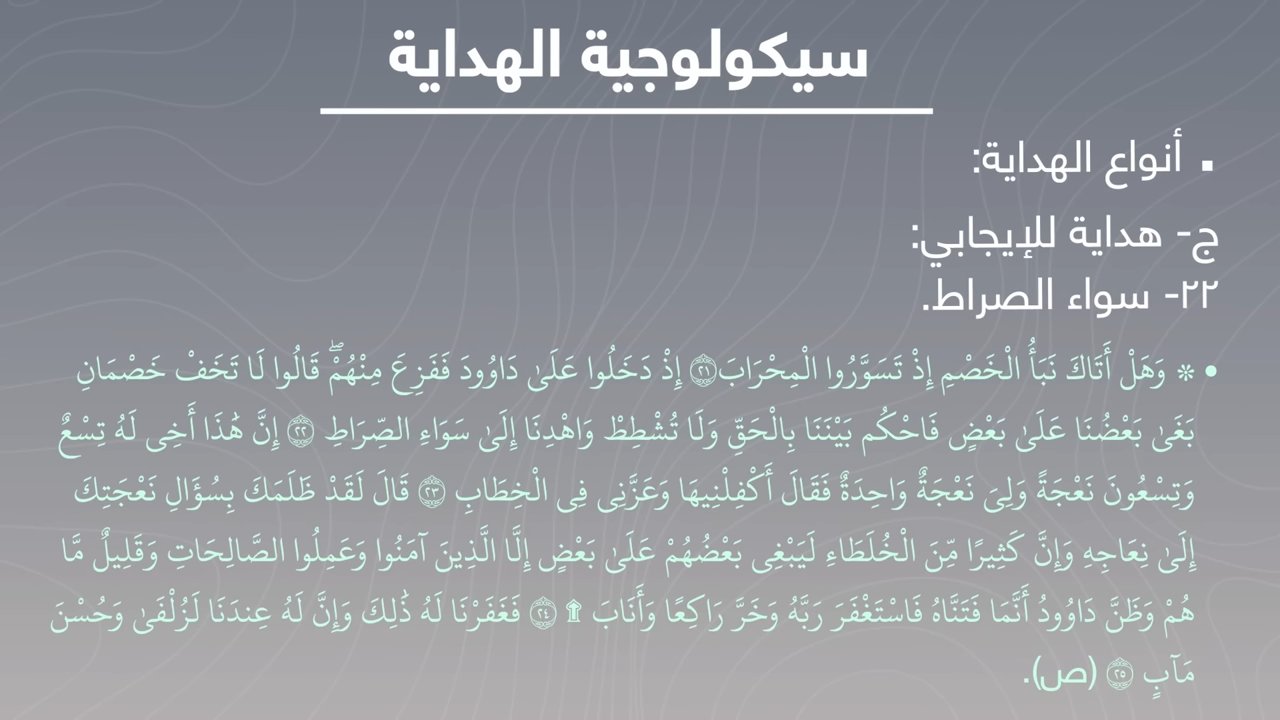 سيكولوجية الهداية
▪ أنواع الهداية:
ج- هداية للإيجابي:
٢٢- سواء الصراط.
• ۞ وَهَلْ أَتَاكَ نَبَأُ الْخَصْمِ إِذْ تَسَوَّرُوا الْمِحْرَابَ ﴿٢١﴾ إِذْ دَخَلُوا عَلَىٰ دَاوُودَ فَفَزِعَ مِنْهُمْ ۖ قَالُوا لَا تَخَفْ خَصْمَانِ
بَغَىٰ بَعْضُنَا عَلَىٰ بَعْضٍ فَاحْكُم بَيْنَنَا بِالْحَقِّ وَلَا تُشْطِطْ وَاهْدِنَا إِلَىٰ سَوَاءِ الصِّرَاطِ ﴿٢٢﴾ إِنَّ هَٰذَا أَخِى لَهُ تِسْعٌ
وَتِسْعُونَ نَعْجَةً وَلِىَ نَعْجَةٌ وَاحِدَةٌ فَقَالَ أَكْفِلْنِيهَا وَعَزَّنِى فِى الْخِطَابِ ﴿٢٣﴾ قَالَ لَقَدْ ظَلَمَكَ بِسُؤَالِ نَعْجَتِكَ
إِلَىٰ نِعَاجِهِ وَإِنَّ كَثِيرًا مِّنَ الْخُلَطَاءِ لَيَبْغِى بَعْضُهُمْ عَلَىٰ بَعْضٍ إِلَّا الَّذِينَ آمَنُوا وَعَمِلُوا الصَّالِحَاتِ وَقَلِيلٌ مَّا
هُمْ وَظَنَّ دَاوُودُ أَنَّمَا فَتَنَّاهُ فَاسْتَغْفَرَ رَبَّهُ وَخَرَّ رَاكِعًا وَأَنَابَ ۩ ﴿٢٤﴾ فَغَفَرْنَا لَهُ ذَٰلِكَ وَإِنَّ لَهُ عِندَنَا لَزُلْفَىٰ وَحُسْنَ
مَآبٍ ﴿٢٥﴾ (ص).